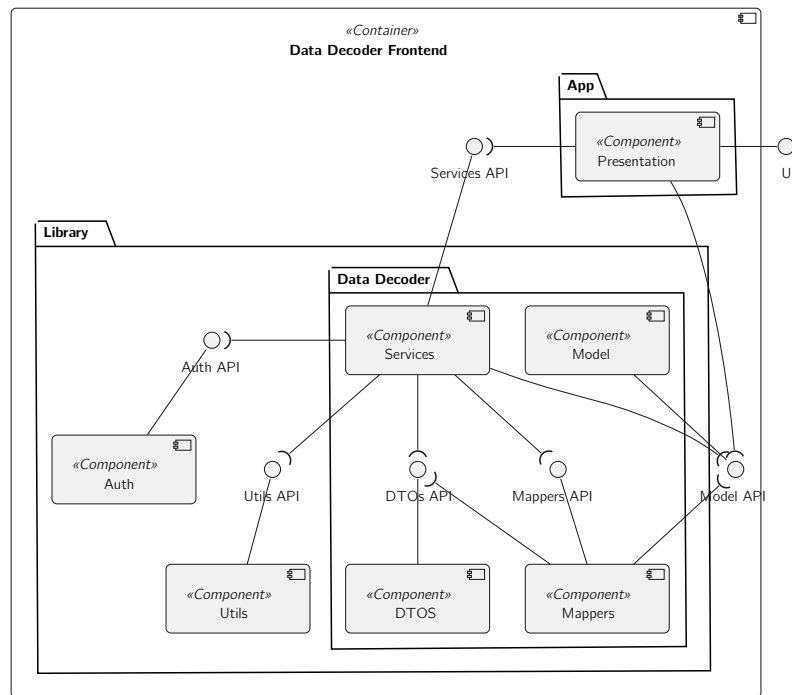 «Container»
Data Decoder Frontend
App
«Component»
Presentation
Services API
U
Library
Data Decoder
«Component»
Services
«Component»
Model
Auth API
«Component»
Auth
Utils API
DTOs API
Mappers API
Model API
«Component»
Utils
«Component»
DTOS
«Component»
Mappers